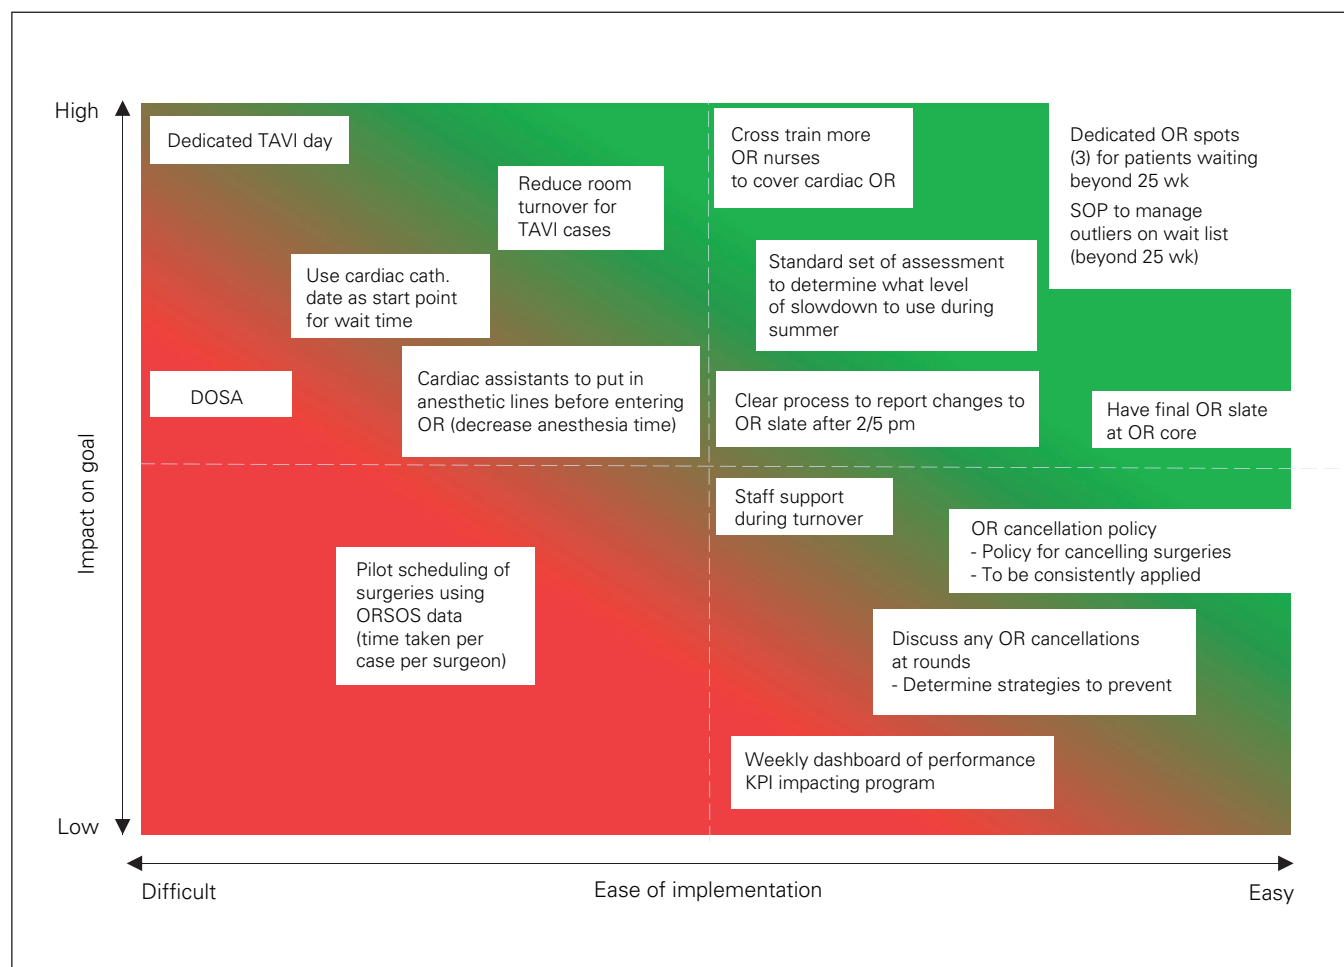 High
Dedicated TAVI day
Cross train more
OR nurses
to cover cardiac OR
Dedicated OR spots
(3) for patients waiting
beyond 25 wk
SOP to manage
outliers on wait list
(beyond 25 wk)
Reduce room
turnover for
TAVI cases
Use cardiac cath.
date as start point
for wait time
Standard set of assessment
to determine what level
of slowdown to use during
summer
DOSA
Cardiac assistants to put in
anesthetic lines before entering
OR (decrease anesthesia time)
Clear process to report changes to
OR slate after 2/5 pm
Have final OR slate
at OR core
Impact on goal
Staff support
during turnover
OR cancellation policy
- Policy for cancelling surgeries
- To be consistently applied
Pilot scheduling of
surgeries using
ORSOS data
(time taken per
case per surgeon)
Discuss any OR cancellations
at rounds
- Determine strategies to prevent
Weekly dashboard of performance
KPI impacting program
Low
Difficult
Ease of implementation
Easy